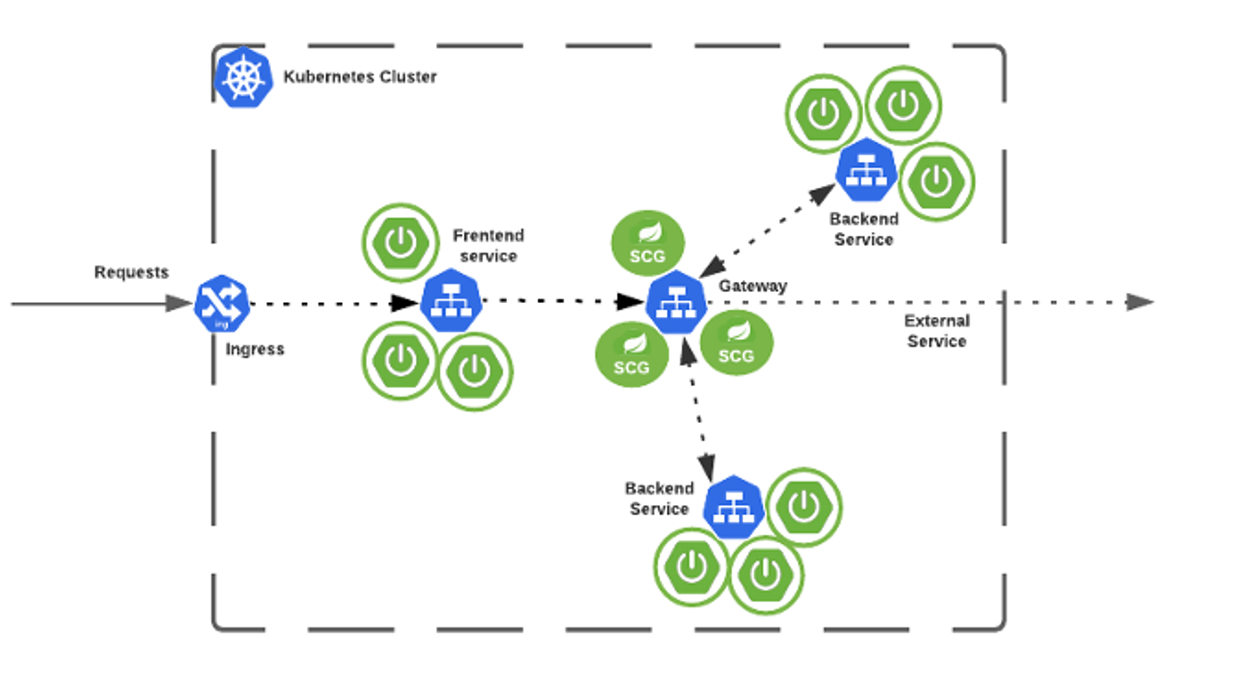 Kubernetes Cluster
Backend
Service
Frentend
service
SCG
Requests
Gateway
ing
Ingress
External
Service
SCG
SCG
Backend
Service